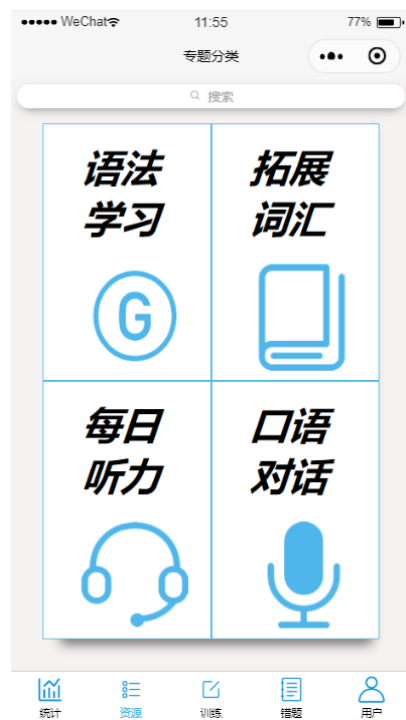 WeChat 11:55 77%
专题分类
搜索
语法 拓展
学习 词汇
G
每日 口语
听力 对话
统计 资源 训练 错题 用户